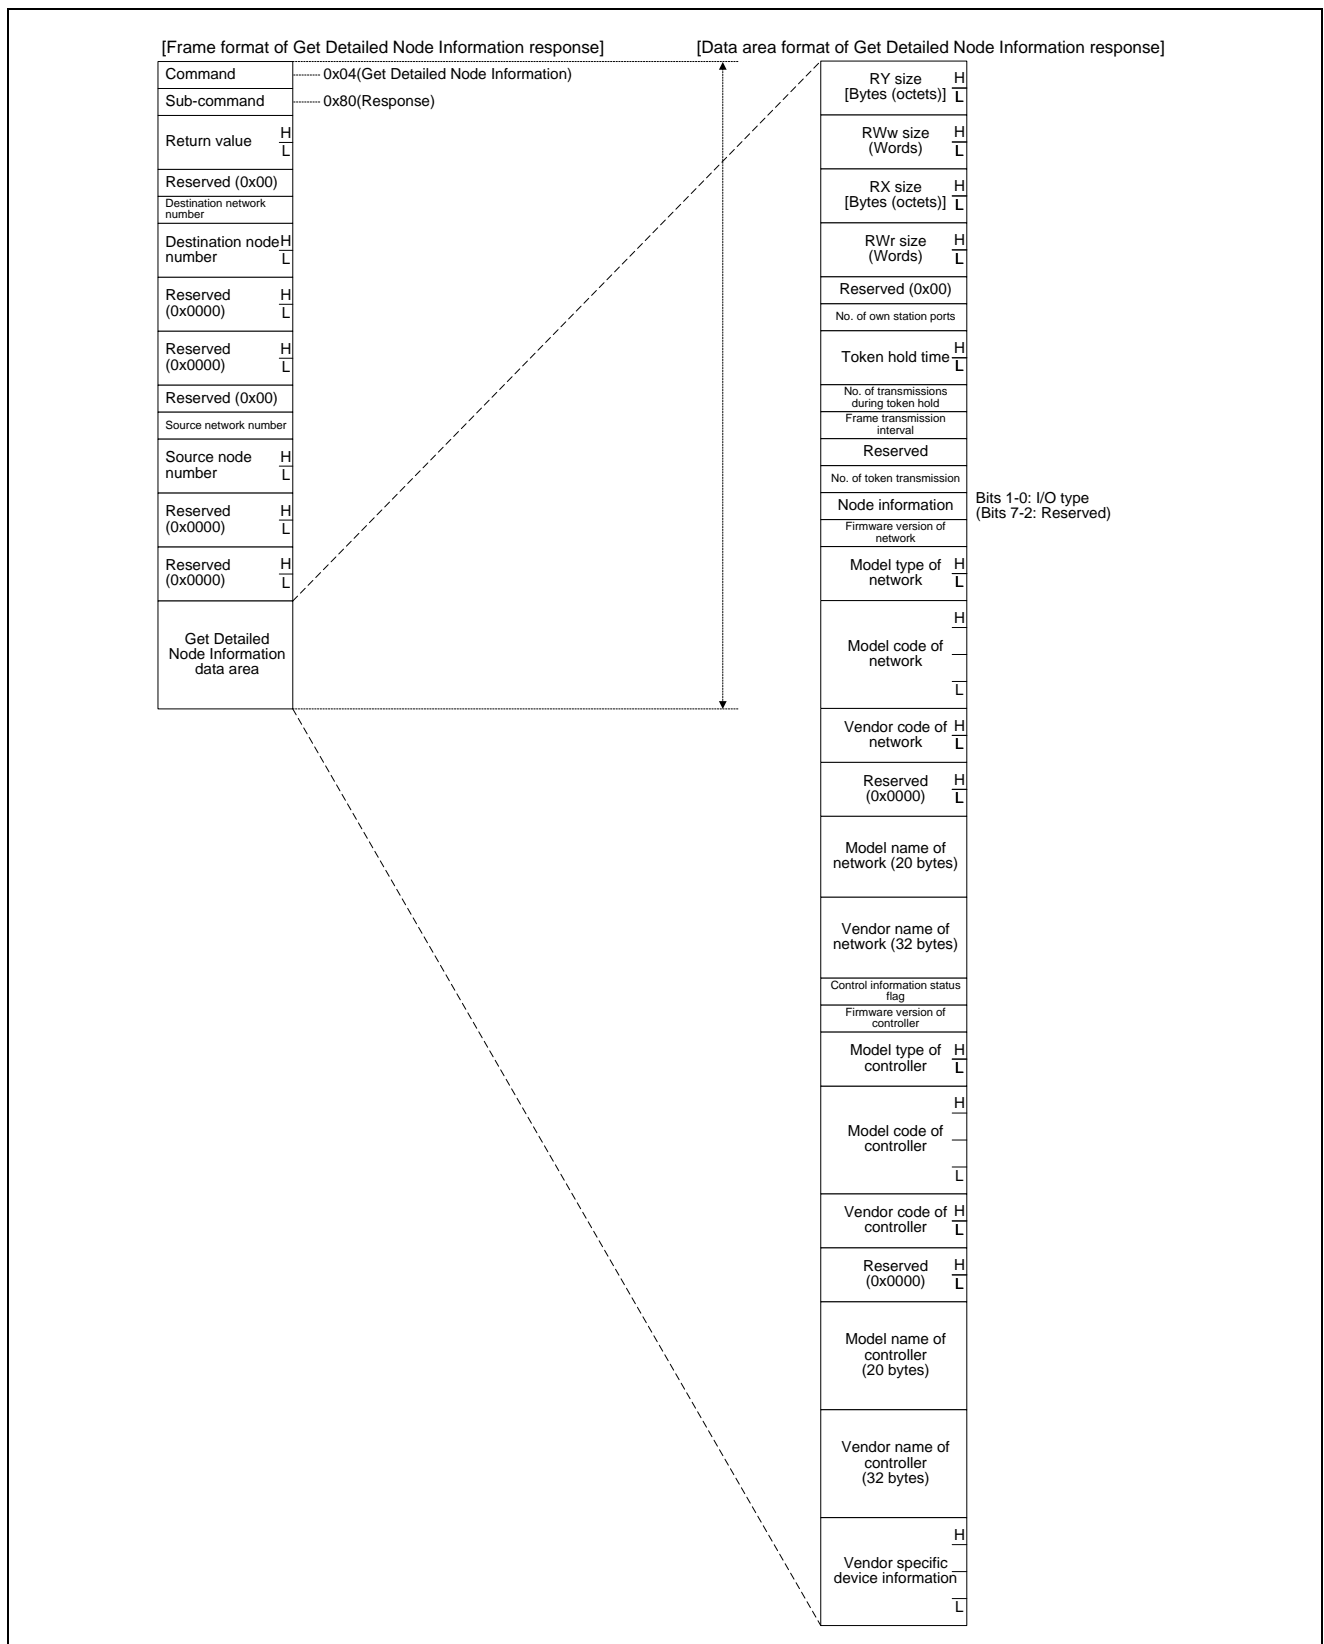 [Frame format of Get Detailed Node Information response]
Command
0x04(Get Detailed Node Information)
Sub-command
0x80(Response)
Return value
H
L
Reserved (0x00)
Destination network
number
Destination node
number
H
L
Reserved
(0x0000)
H
L
Reserved
(0x0000)
H
L
Reserved (0x00)
Source network number
Source node
number
H
L
Reserved
(0x0000)
H
L
Reserved
(0x0000)
H
L
Get Detailed
Node Information
data area
[Data area format of Get Detailed Node Information response]
RY size
[Bytes (octets)]
H
L
RWw size
(Words)
H
L
RX size
[Bytes (octets)]
H
L
RWr size
(Words)
H
L
Reserved (0x00)
No. of own station ports
Token hold time
H
L
No. of transmissions
during token hold
Frame transmission
interval
Reserved
No. of token transmission
Node information
Bits 1-0: I/O type
(Bits 7-2: Reserved)
Firmware version of
network
Model type of
network
H
L
Model code of
network
H
L
Vendor code of
network
H
L
Reserved
(0x0000)
H
L
Model name of
network (20 bytes)
Vendor name of
network (32 bytes)
Control information status
flag
Firmware version of
controller
Model type of
controller
H
L
Model code of
controller
H
L
Vendor code of
controller
H
L
Reserved
(0x0000)
H
L
Model name of
controller
(20 bytes)
Vendor name of
controller
(32 bytes)
Vendor specific
device information
H
L